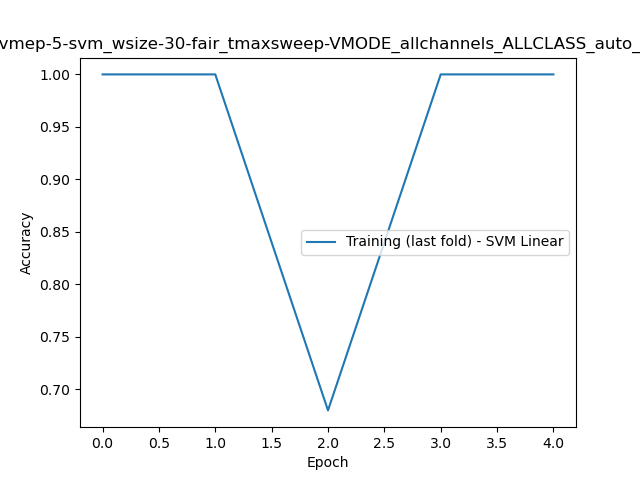 vmep-5-svm_wsize-30-fair_tmaxsweep-VMODE_allchannels_ALLCLASS_auto_
1.00
0.95
0.90
0.85
0.80
0.75
0.70
Accuracy
Training (last fold) - SVM Linear
0.0 0.5 1.0 1.5 2.0 2.5 3.0 3.5 4.0
Epoch